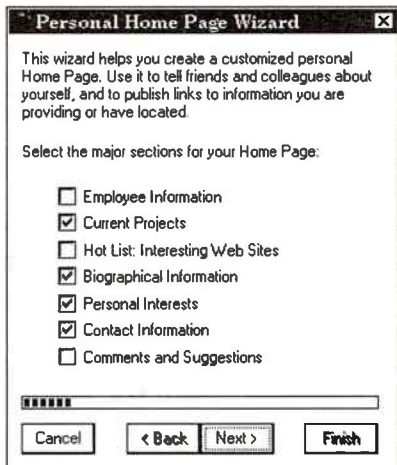 Personal Home Page Wizard
This wizard helps you create a customized personal
Home Page. Use it to tell friends and colleagues about
yourself, and to publish links to information you are
providing or have located.
Select the major sections for your Home Page:
Employee Information
Current Projects
Hot List: Interesting Web Sites
Biographical Information
Personal Interests
Contact Information
Comments and Suggestions
Cancel < Back Next > Finish